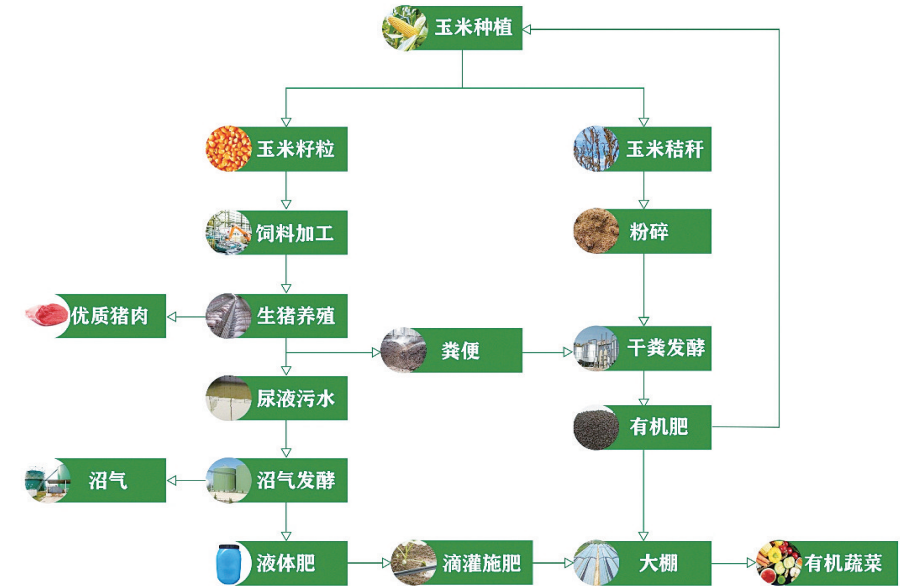 玉米种植
玉米籽粒
玉米秸秆
饲料加工
粉碎
优质猪肉
生猪养殖
粪便
干粪发酵
尿液污水
有机肥
沼气
沼气发酵
液体肥
滴灌施肥
大棚
有机蔬菜